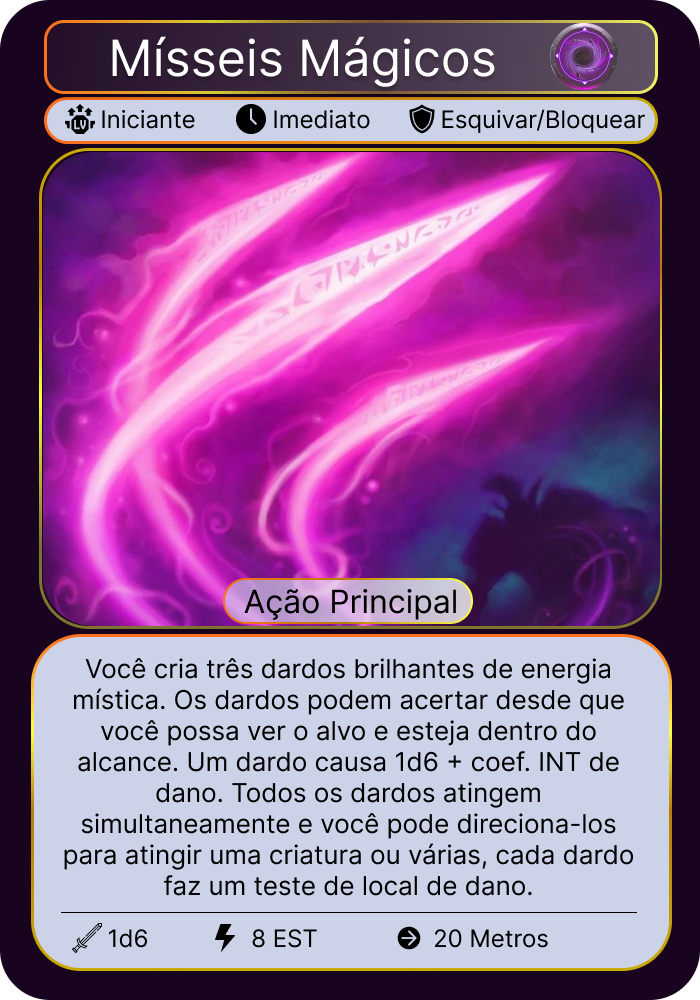 Mísseis Mágicos
LV Iniciante Imediato Esquivar/Bloquear
Ação Principal
Você cria três dardos brilhantes de energia
mística. Os dardos podem acertar desde que
você possa ver o alvo e esteja dentro do
alcance. Um dardo causa 1d6 + coef. INT de
dano. Todos os dardos atingem
simultaneamente e você pode direciona-los
para atingir uma criatura ou várias, cada dardo
faz um teste de local de dano.
1d6 8 EST 20 Metros